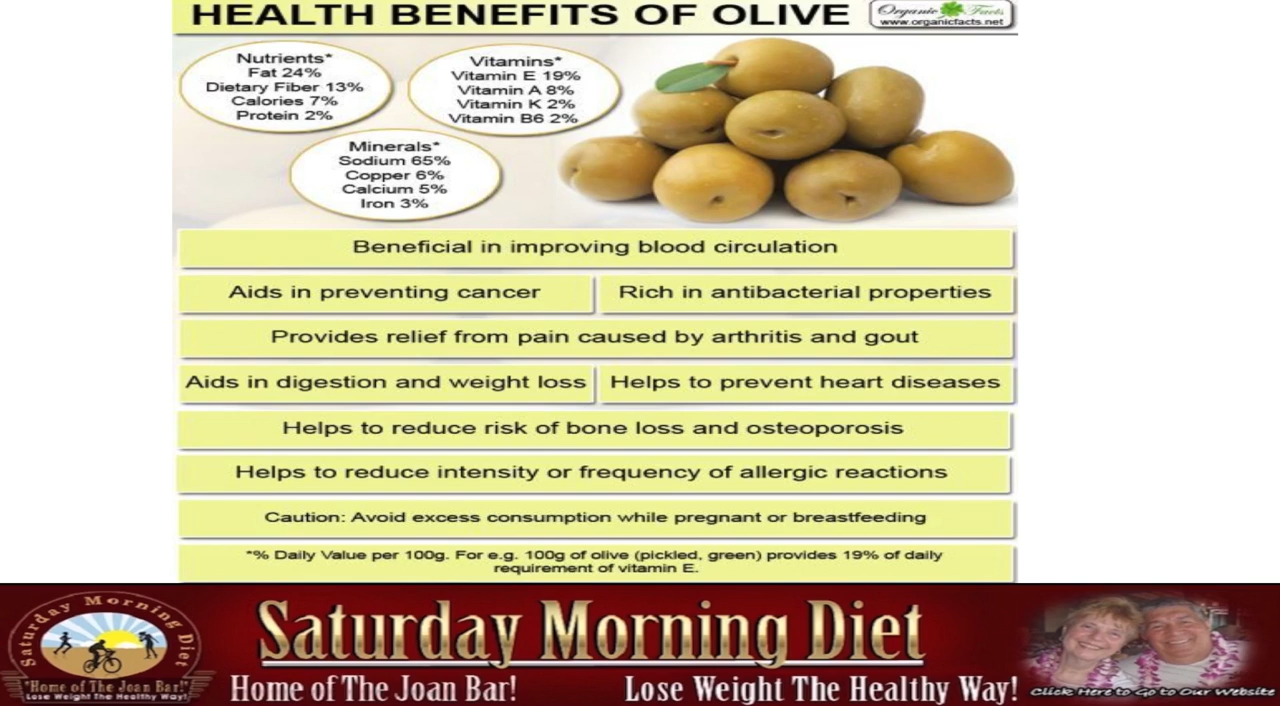 HEALTH BENEFITS OF OLIVE
Organic Facts
www.organicfacts.net
Nutrients*
Fat 24%
Dietary Fiber 13%
Calories 7%
Protein 2%
Vitamins*
Vitamin E 19%
Vitamin A 8%
Vitamin K 2%
Vitamin B6 2%
Minerals*
Sodium 65%
Copper 6%
Calcium 5%
Iron 3%
Beneficial in improving blood circulation
Aids in preventing cancer
Rich in antibacterial properties
Provides relief from pain caused by arthritis and gout
Aids in digestion and weight loss
Helps to prevent heart diseases
Helps to reduce risk of bone loss and osteoporosis
Helps to reduce intensity or frequency of allergic reactions
Caution: Avoid excess consumption while pregnant or breastfeeding
*% Daily Value per 100g. For e.g. 100g of olive (pickled, green) provides 19% of daily
requirement of vitamin E.
Saturday Morning Diet
"Home of The Joan Bar!"
Lose Weight The Healthy Way!
Saturday Morning Diet
Home of The Joan Bar!
Lose Weight The Healthy Way!
Click Here to Go to Our Website